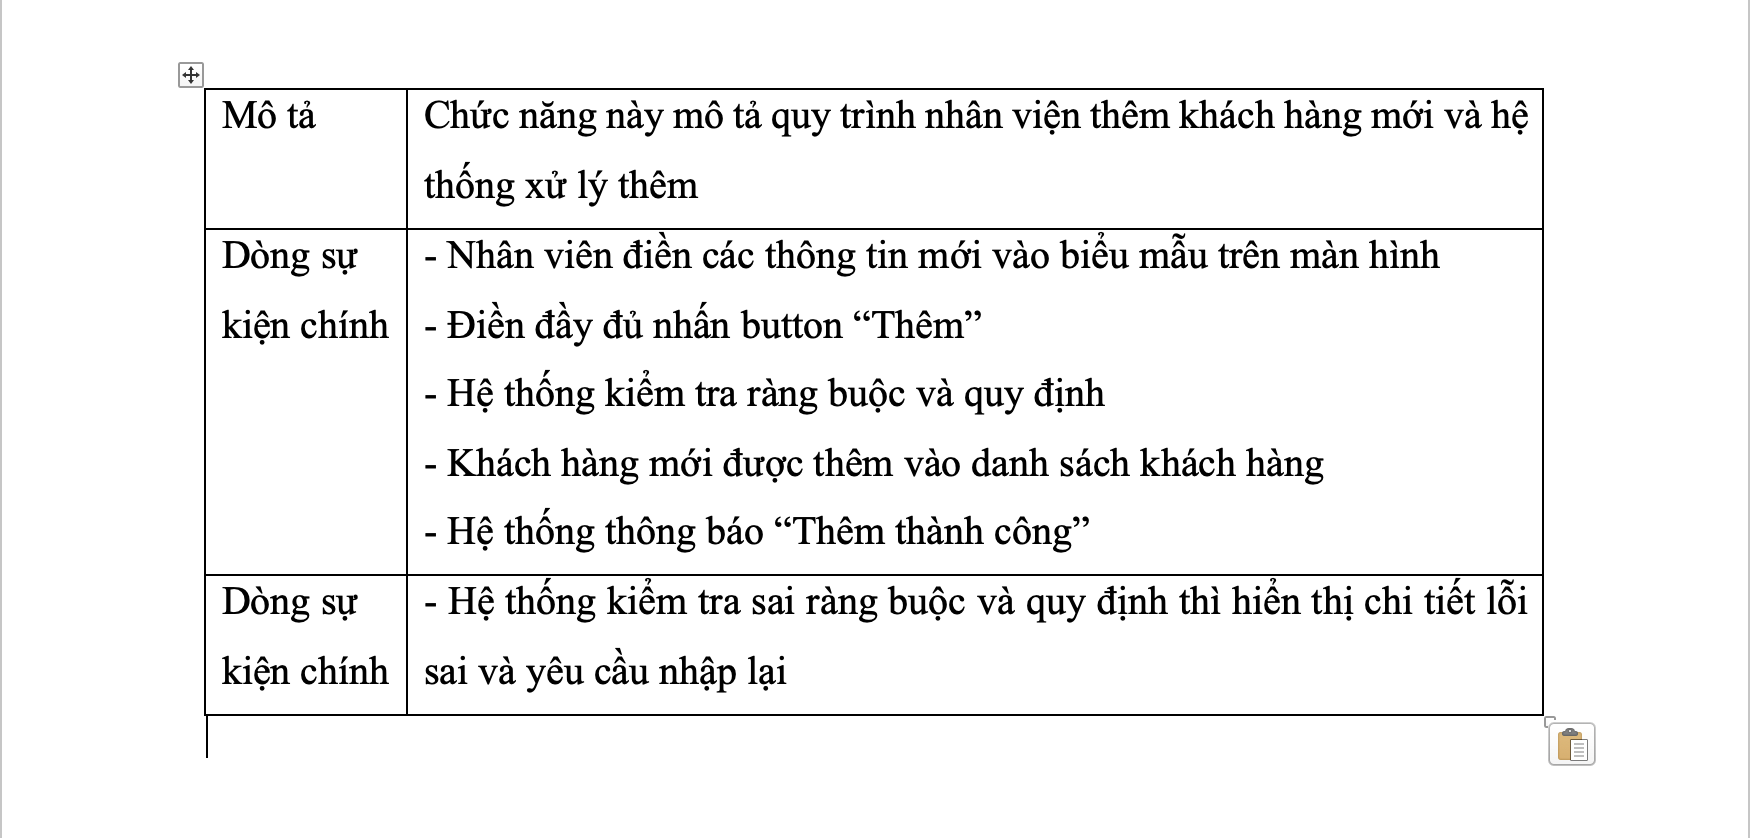 Mô tả
Chức năng này mô tả quy trình nhân viện thêm khách hàng mới và hệ
thống xử lý thêm
Dòng sự
kiện chính
- Nhân viên điền các thông tin mới vào biểu mẫu trên màn hình
- Điền đầy đủ nhấn button “Thêm”
- Hệ thống kiểm tra ràng buộc và quy định
- Khách hàng mới được thêm vào danh sách khách hàng
- Hệ thống thông báo “Thêm thành công”
Dòng sự
kiện chính
- Hệ thống kiểm tra sai ràng buộc và quy định thì hiển thị chi tiết lỗi
sai và yêu cầu nhập lại